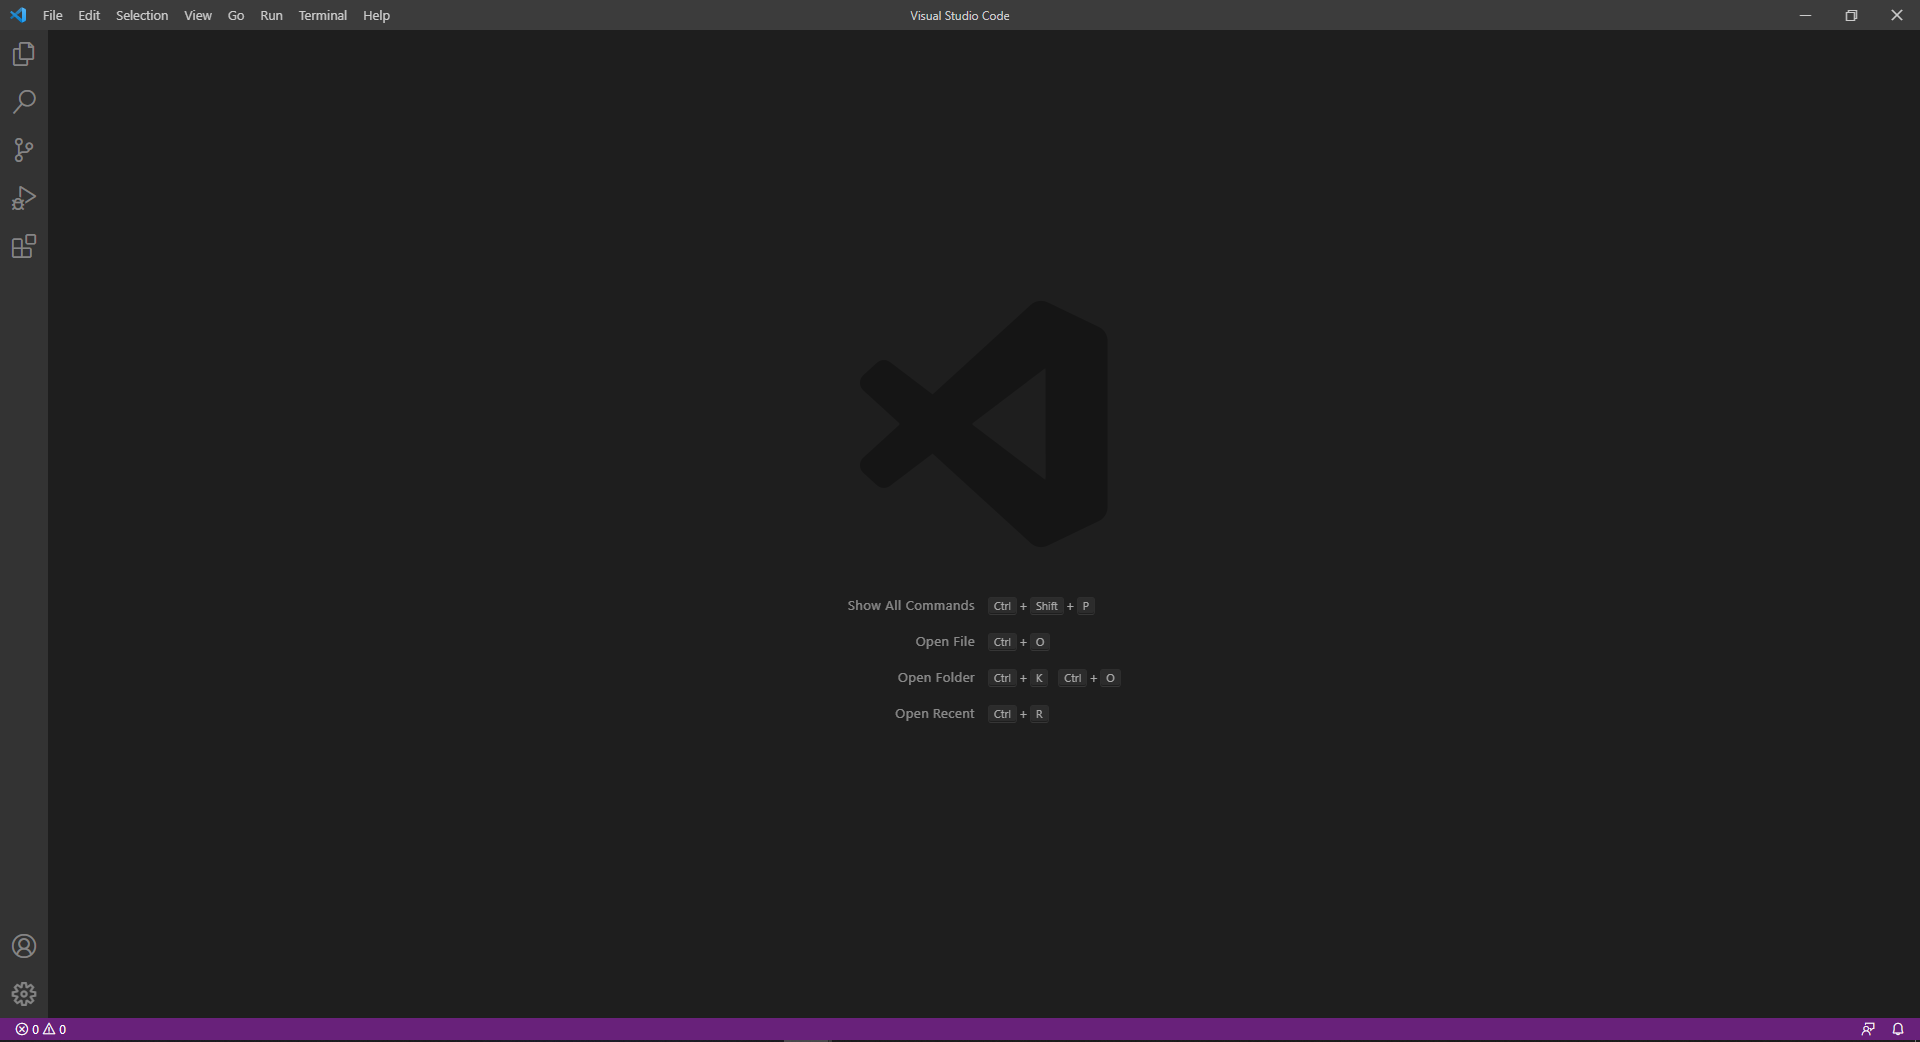 File Edit Selection View Go Run Terminal Help Visual Studio Code
Show All Commands Ctrl + Shift + P
Open File Ctrl + O
Open Folder Ctrl + K Ctrl + O
Open Recent Ctrl + R
0 0